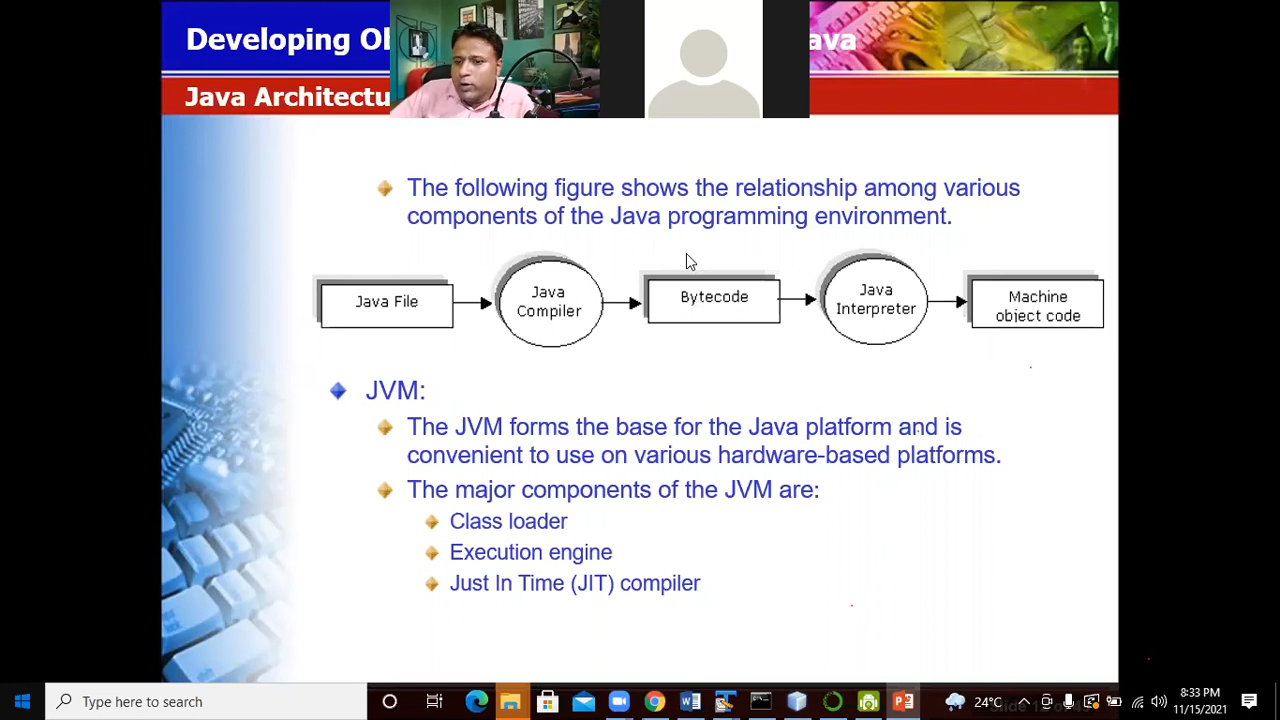 Developing Ob
ava
Java Architectu
The following figure shows the relationship among various
components of the Java programming environment.
Java File
Java
Compiler
Bytecode
Java
Interpreter
Machine
object code
JVM:
The JVM forms the base for the Java platform and is
convenient to use on various hardware-based platforms.
The major components of the JVM are:
Class loader
Execution engine
Just In Time (JIT) compiler
Type here to search
24°C
8:33 PM
11/15/2021